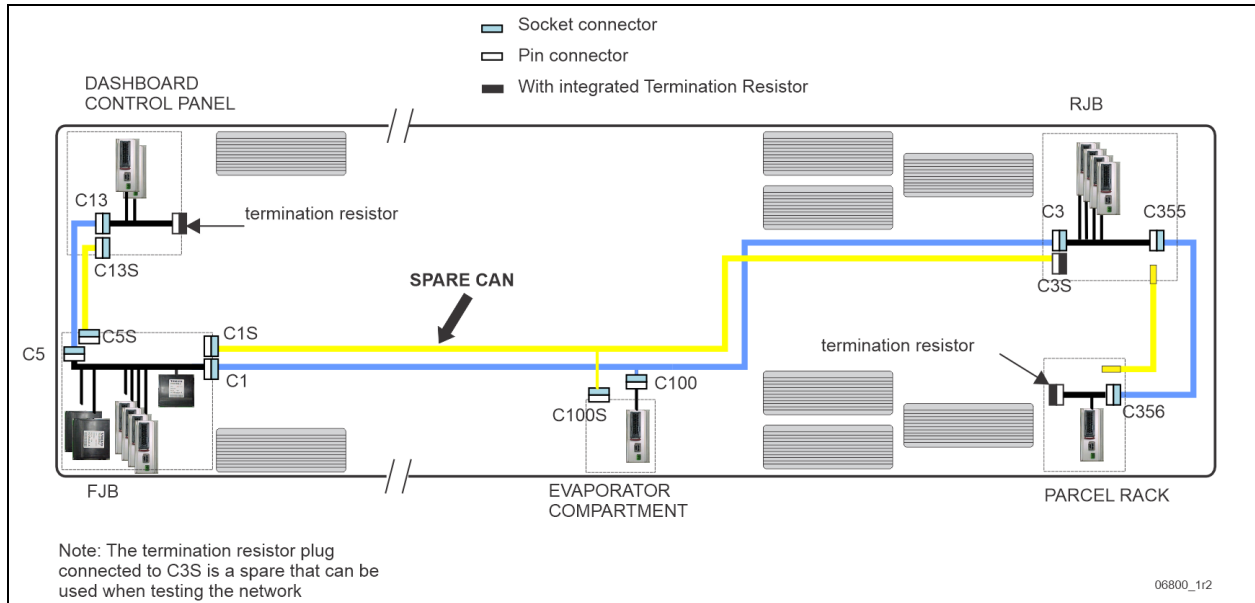 Socket connector
Pin connector
With integrated Termination Resistor
DASHBOARD
CONTROL PANEL
RJB
C13
termination resistor
C3
C355
C13S
C3S
SPARE CAN
C5S
C1S
C5
C1
termination resistor
C100
C100S
C356
FJB
EVAPORATOR
COMPARTMENT
PARCEL RACK
Note: The termination resistor plug
connected to C3S is a spare that can be
used when testing the network
06800_1r2